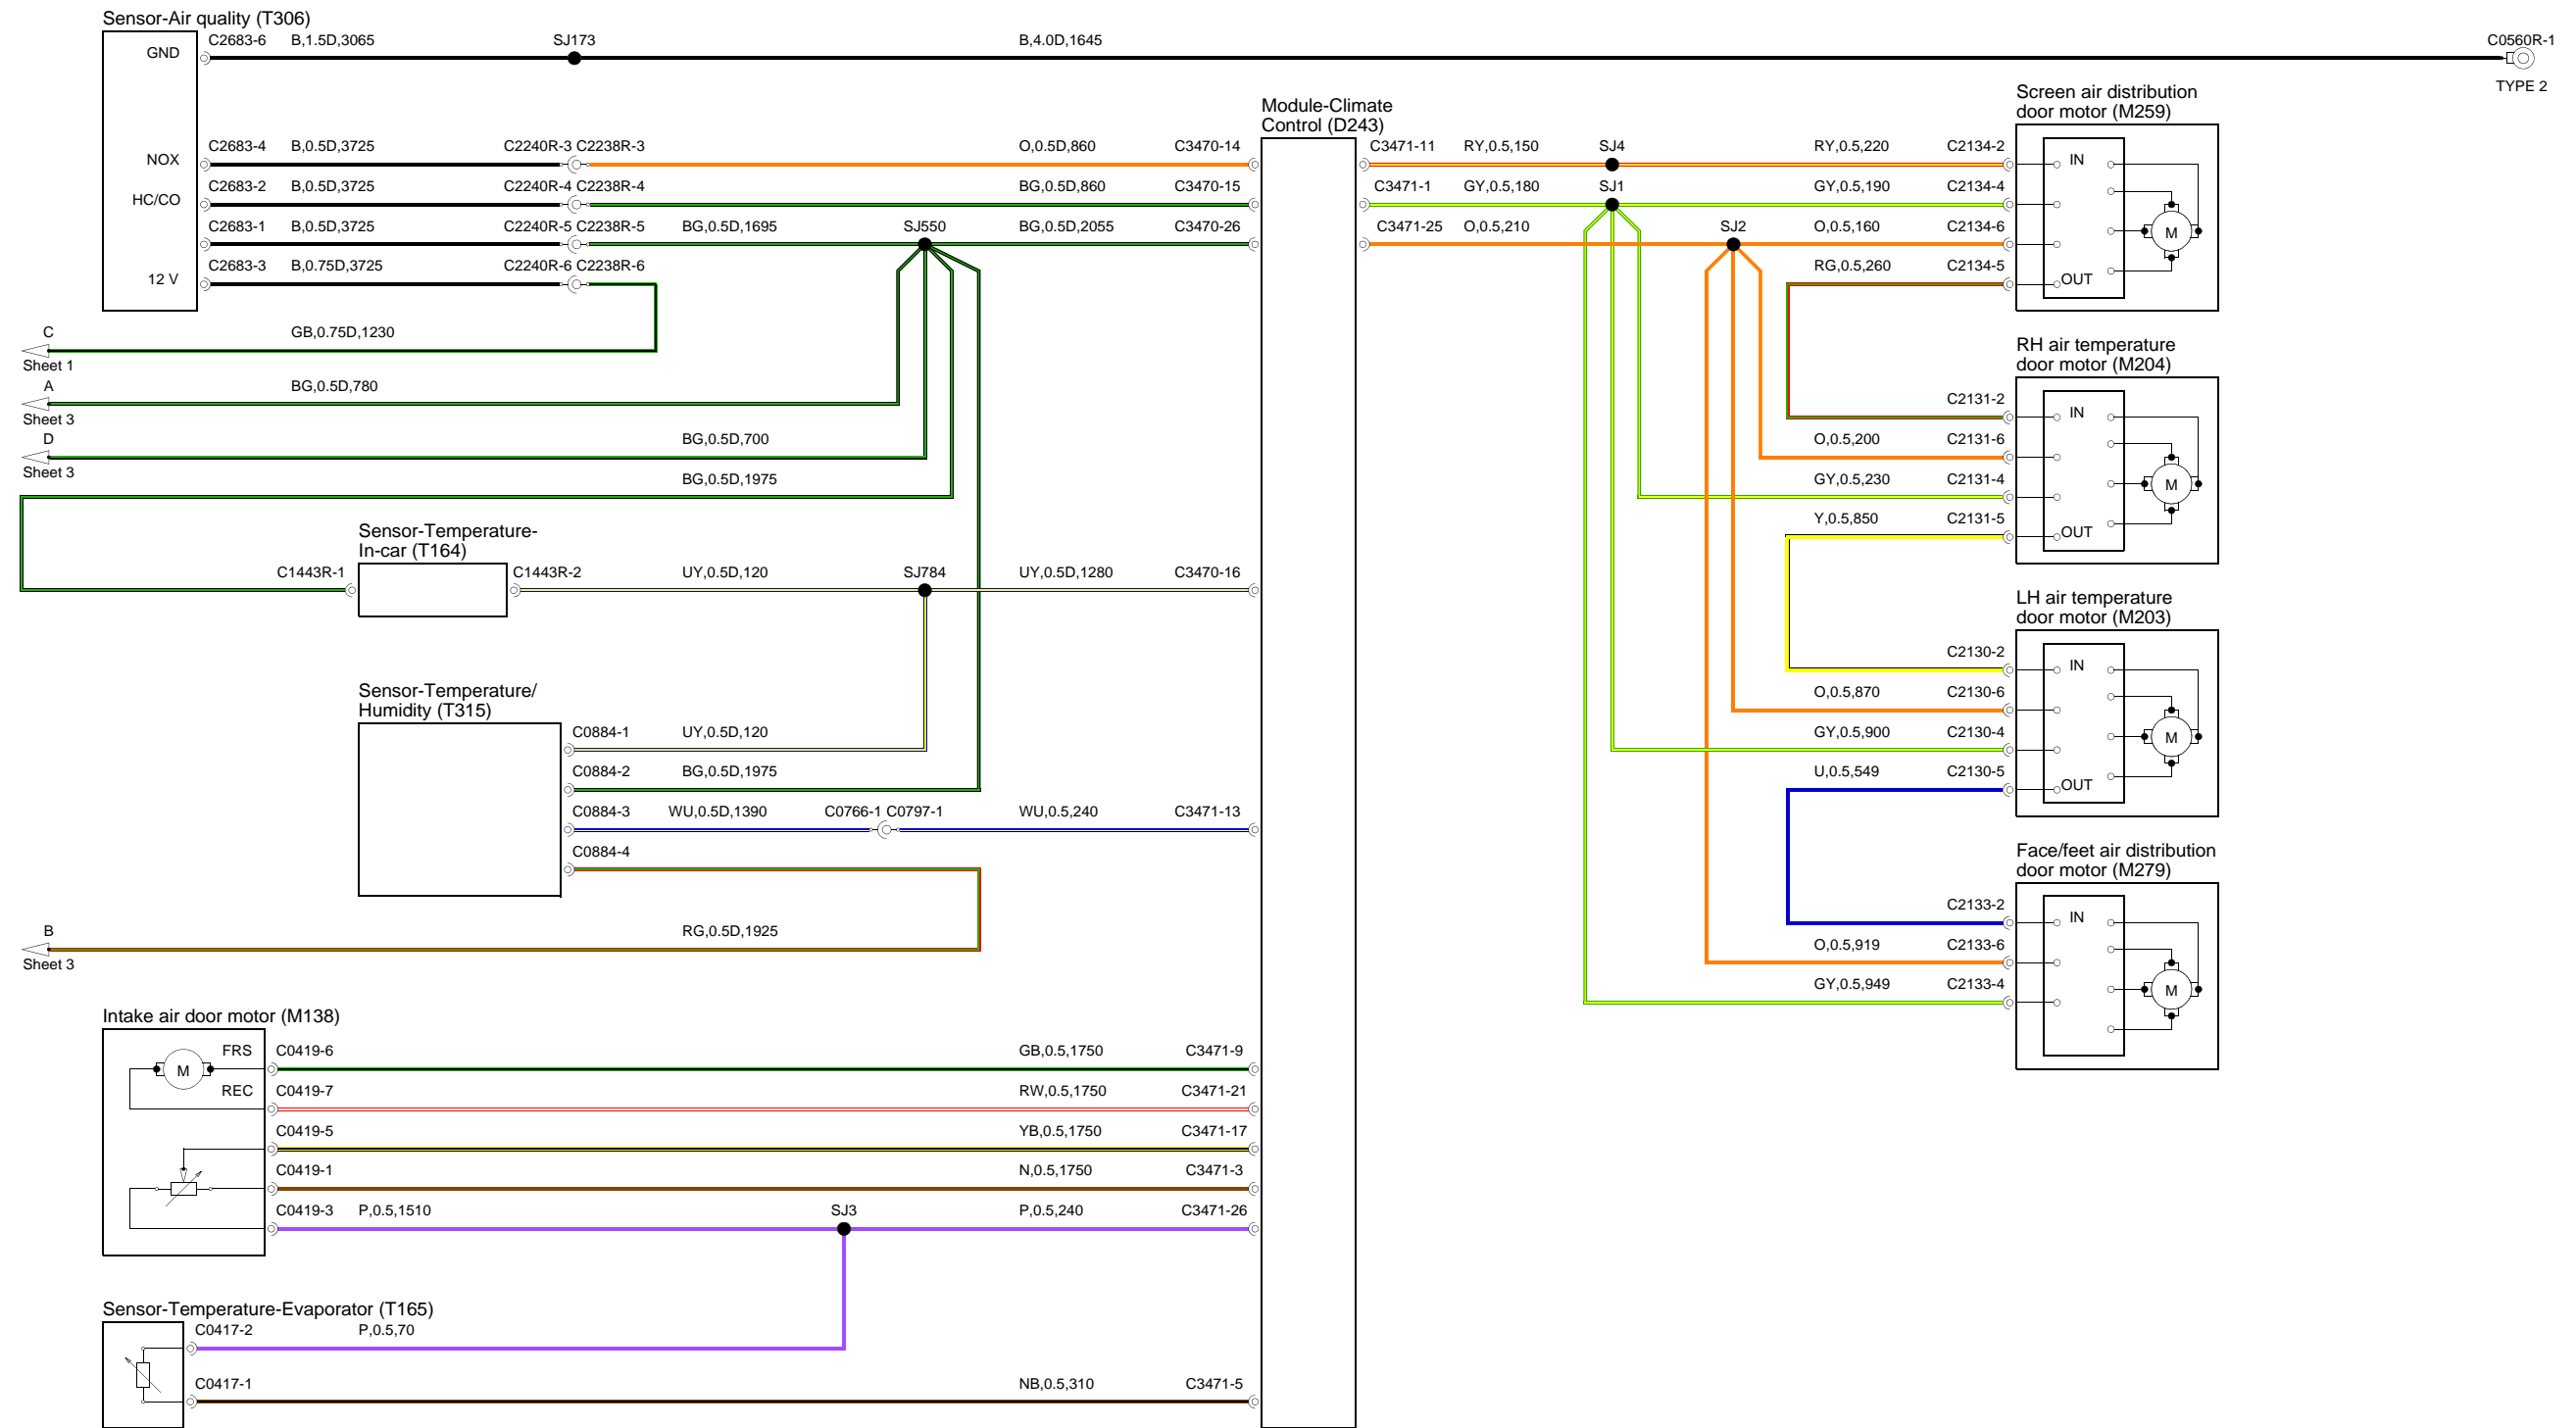 Sensor-Air quality (T306)
GND
C2683-6 B,1.5D,3065 SJ173 B,4.0D,1645 C0560R-1
TYPE 2
NOX
C2683-4 B,0.5D,3725 C2240R-3 C2238R-3 O,0.5D,860 C3470-14
HC/CO
C2683-2 B,0.5D,3725 C2240R-4 C2238R-4 BG,0.5D,860 C3470-15
C2683-1 B,0.5D,3725 C2240R-5 C2238R-5 BG,0.5D,1695 SJ550 BG,0.5D,2055 C3470-26
12 V
C2683-3 B,0.75D,3725 C2240R-6 C2238R-6
C GB,0.75D,1230
Sheet 1
A BG,0.5D,780
Sheet 3
D BG,0.5D,700
Sheet 3
BG,0.5D,1975
Sensor-Temperature-
In-car (T164)
C1443R-1 C1443R-2 UY,0.5D,120 SJ784 UY,0.5D,1280 C3470-16
Sensor-Temperature/
Humidity (T315)
C0884-1 UY,0.5D,120
C0884-2 BG,0.5D,1975
C0884-3 WU,0.5D,1390 C0766-1 C0797-1 WU,0.5,240 C3471-13
C0884-4
B RG,0.5D,1925
Sheet 3
Intake air door motor (M138)
M
FRS C0419-6 GB,0.5,1750 C3471-9
REC C0419-7 RW,0.5,1750 C3471-21
C0419-5 YB,0.5,1750 C3471-17
C0419-1 N,0.5,1750 C3471-3
C0419-3 P,0.5,1510 SJ3 P,0.5,240 C3471-26
Sensor-Temperature-Evaporator (T165)
C0417-2 P,0.5,70
C0417-1 NB,0.5,310 C3471-5
Module-Climate
Control (D243)
C3471-11 RY,0.5,150 SJ4 RY,0.5,220 C2134-2
C3471-1 GY,0.5,180 SJ1 GY,0.5,190 C2134-4
C3471-25 O,0.5,210 SJ2 O,0.5,160 C2134-6
RG,0.5,260 C2134-5
Screen air distribution
door motor (M259)
IN
M
OUT
RH air temperature
door motor (M204)
C2131-2 IN
O,0.5,200 C2131-6
GY,0.5,230 C2131-4 M
Y,0.5,850 C2131-5 OUT
LH air temperature
door motor (M203)
C2130-2 IN
O,0.5,870 C2130-6
GY,0.5,900 C2130-4 M
U,0.5,549 C2130-5 OUT
Face/feet air distribution
door motor (M279)
C2133-2 IN
O,0.5,919 C2133-6
GY,0.5,949 C2133-4 M